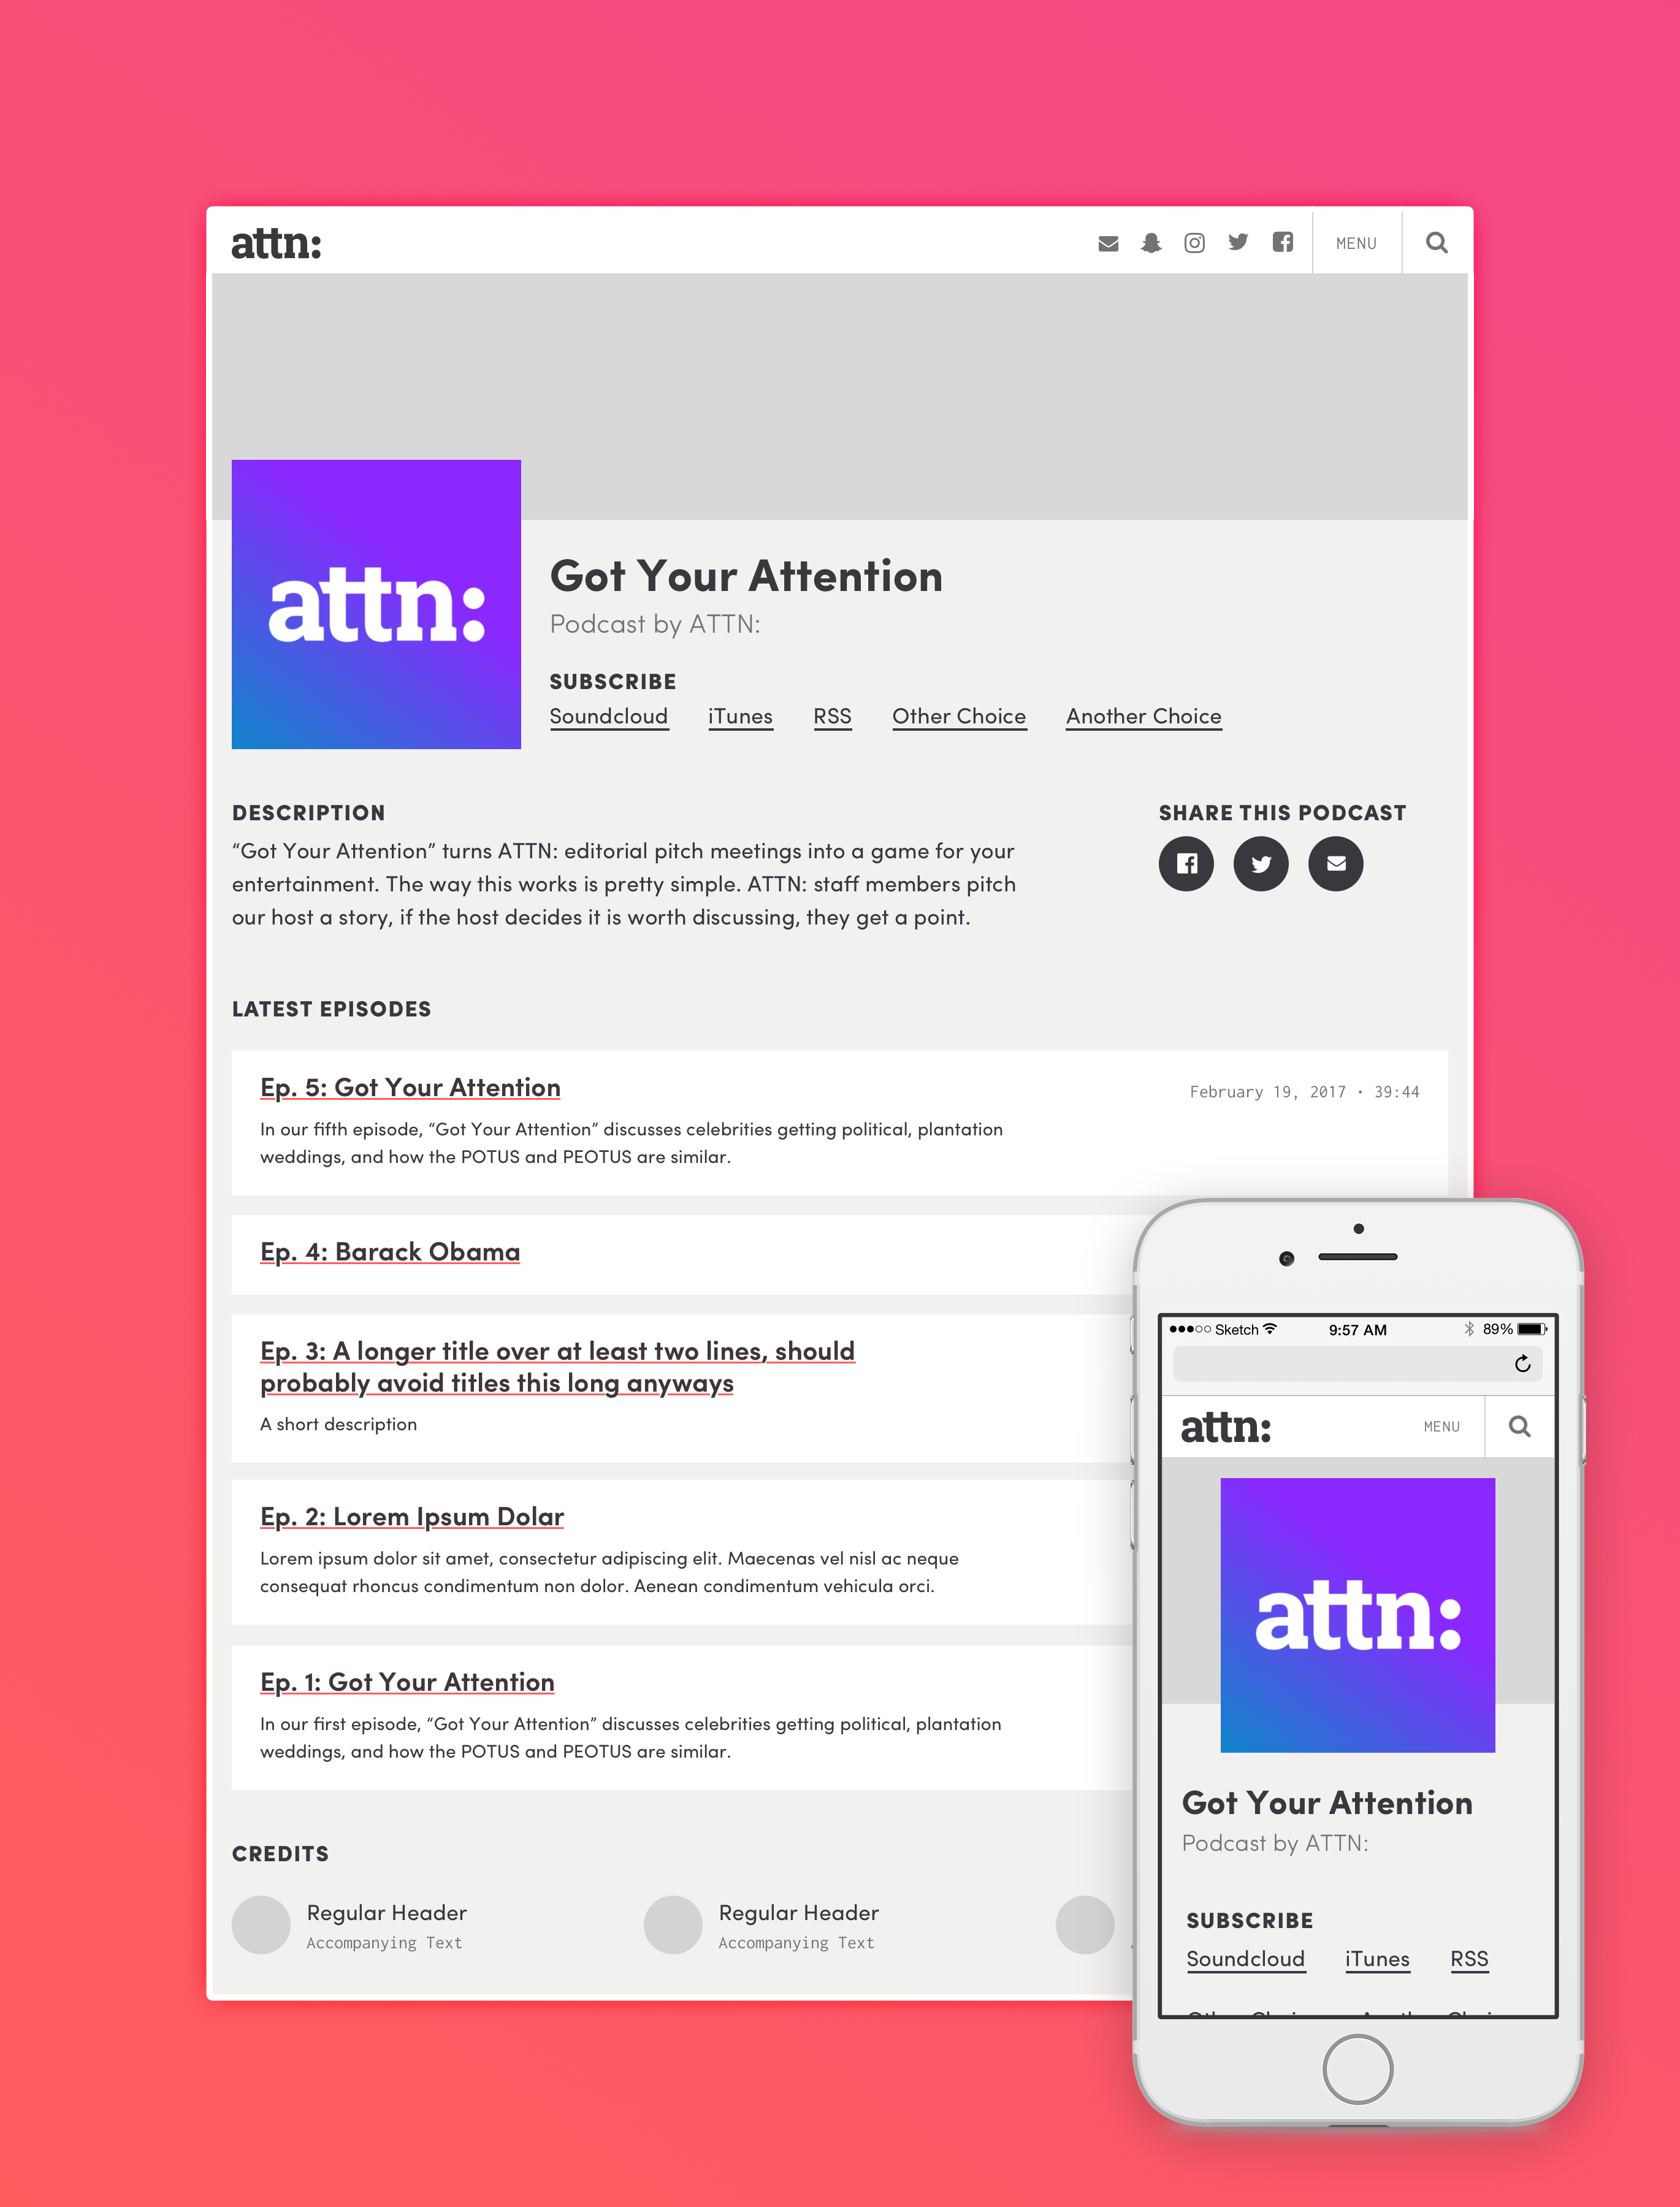 attn:
MENU
attn:
Got Your Attention
Podcast by ATTN:
SUBSCRIBE
Soundcloud iTunes RSS Other Choice Another Choice
DESCRIPTION
“Got Your Attention” turns ATTN: editorial pitch meetings into a game for your
entertainment. The way this works is pretty simple. ATTN: staff members pitch
our host a story, if the host decides it is worth discussing, they get a point.
SHARE THIS PODCAST
LATEST EPISODES
Ep. 5: Got Your Attention
February 19, 2017 • 39:44
In our fifth episode, “Got Your Attention” discusses celebrities getting political, plantation
weddings, and how the POTUS and PEOTUS are similar.
Ep. 4: Barack Obama
Ep. 3: A longer title over at least two lines, should
probably avoid titles this long anyways
A short description
Ep. 2: Lorem Ipsum Dolar
Lorem ipsum dolor sit amet, consectetur adipiscing elit. Maecenas vel nisl ac neque
consequat rhoncus condimentum non dolor. Aenean condimentum vehicula orci.
Ep. 1: Got Your Attention
In our first episode, “Got Your Attention” discusses celebrities getting political, plantation
weddings, and how the POTUS and PEOTUS are similar.
CREDITS
Regular Header
Accompanying Text
Regular Header
Accompanying Text
Sketch 9:57 AM 89%
attn:
MENU
attn:
Got Your Attention
Podcast by ATTN:
SUBSCRIBE
Soundcloud iTunes RSS